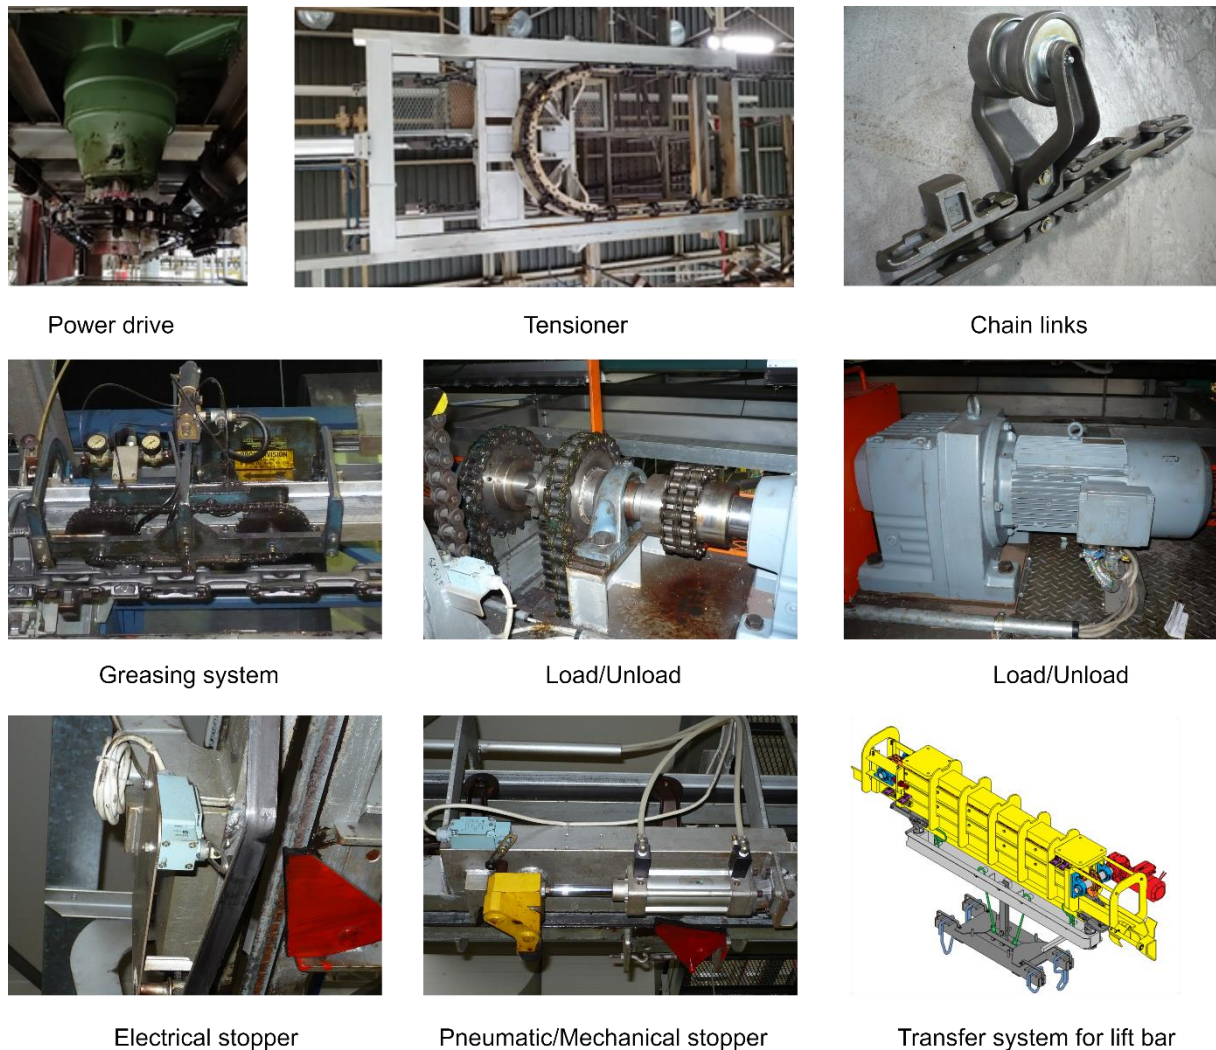 Power drive
Tensioner
Chain links
Greasing system
Load/Unload
Load/Unload
Electrical stopper
Pneumatic/Mechanical stopper
Transfer system for lift bar